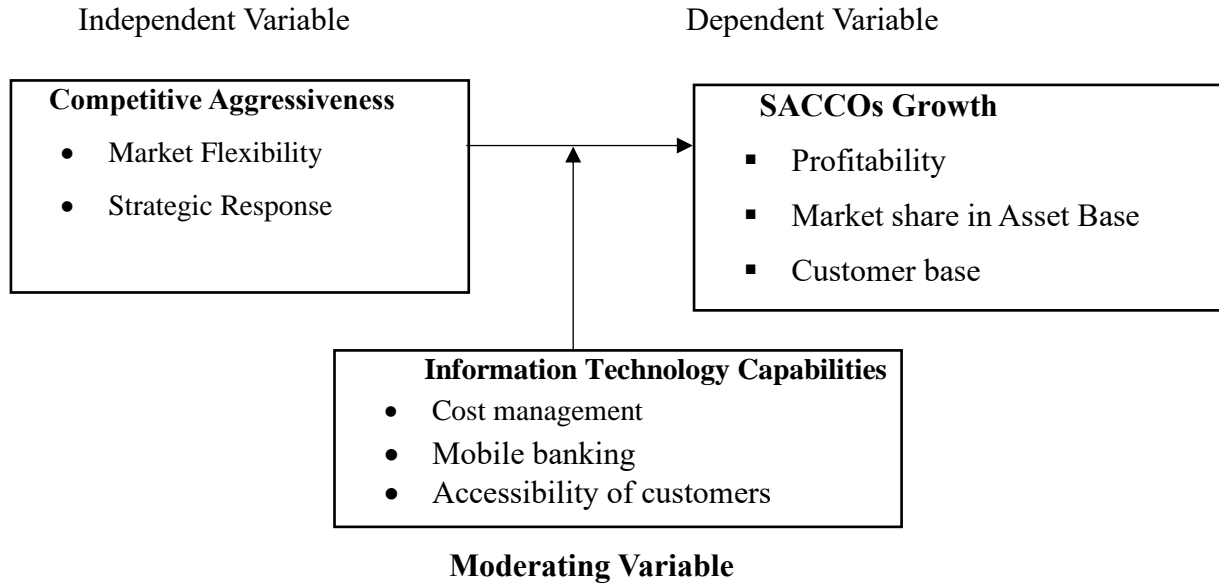 Independent Variable
Dependent Variable
Competitive Aggressiveness
• Market Flexibility
• Strategic Response
SACCOs Growth
▪ Profitability
▪ Market share in Asset Base
▪ Customer base
Information Technology Capabilities
• Cost management
• Mobile banking
• Accessibility of customers
Moderating Variable